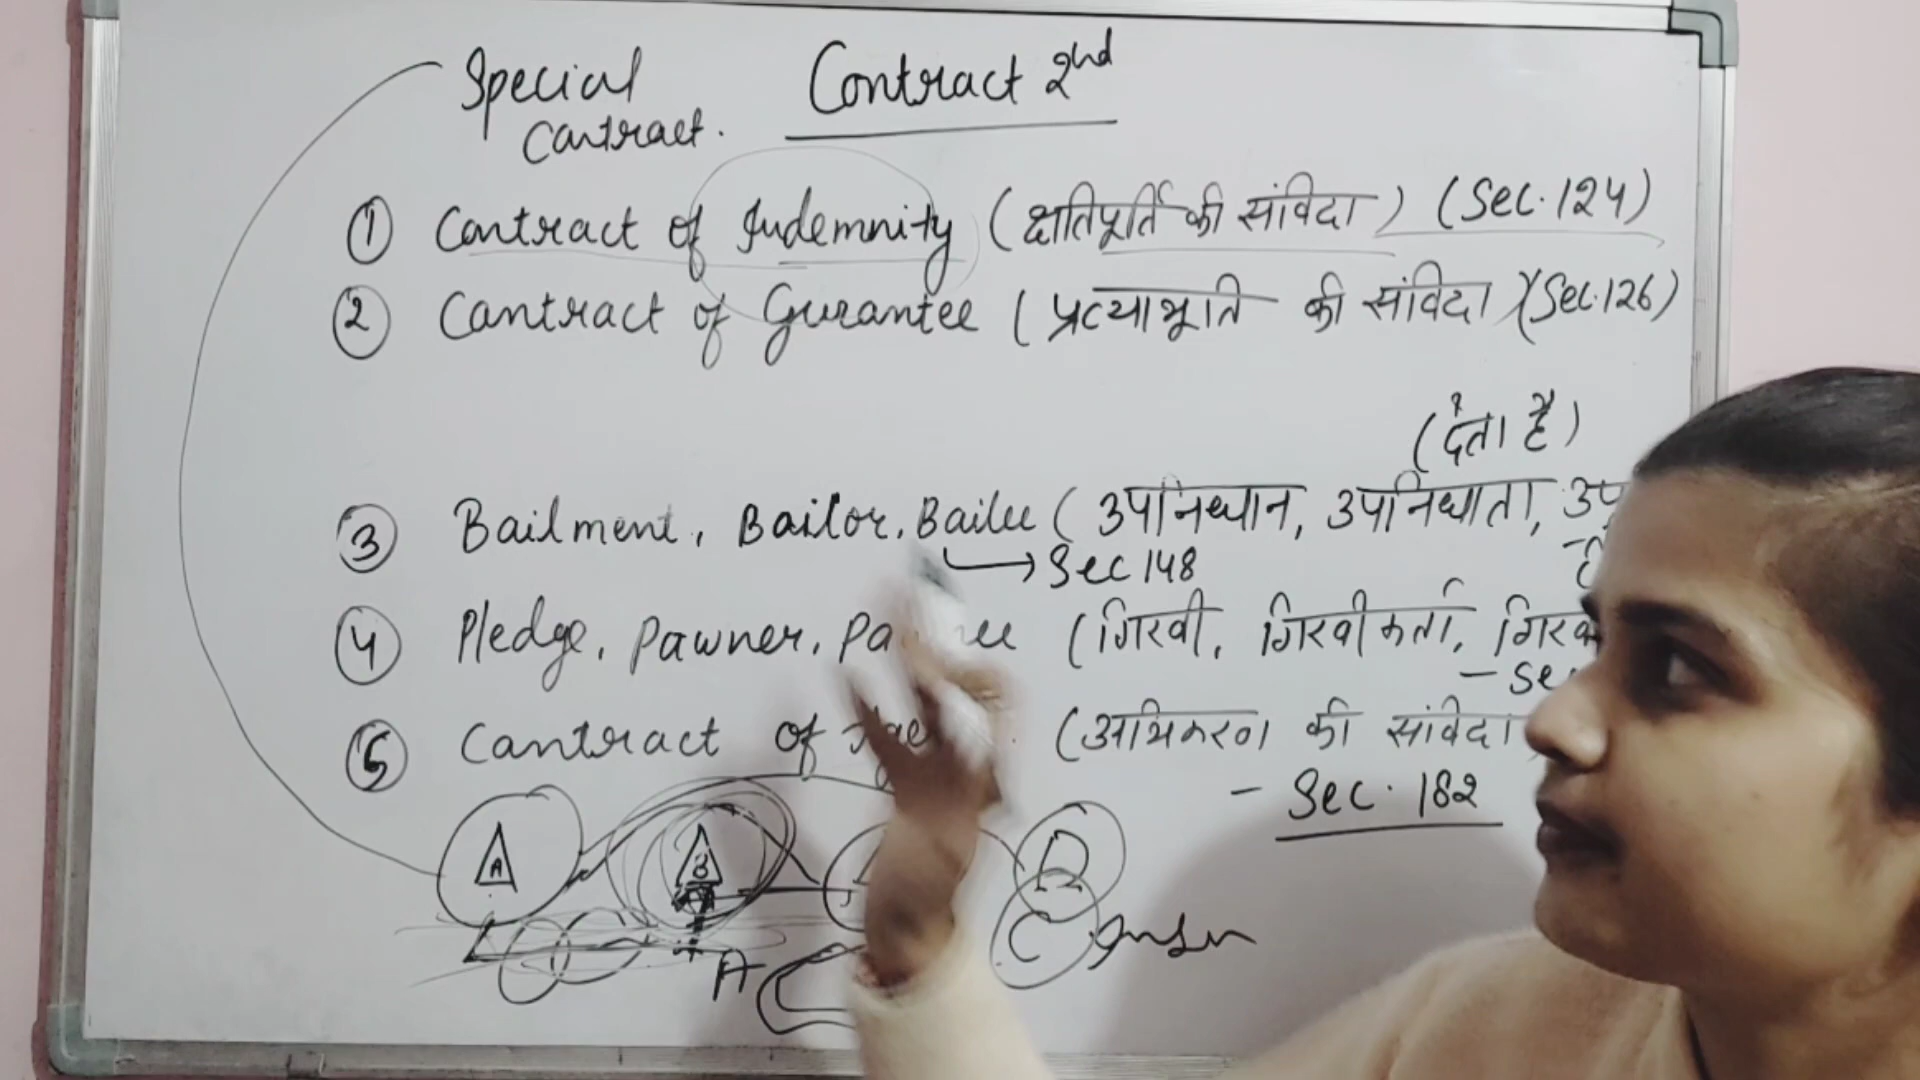 Special Contract 2nd
Contract.
① Contract of Indemnity (क्षतिपूर्ति की संविदा) (Sec. 124)
② Contract of Gurantee (प्रत्याभूति की संविदा) (Sec. 126)
(देता है)
③ Bailment, Bailor, Bailee (उपनिधान, उपनिधाता,
→ Sec 148
④ Pledge, Pawner, (गिरवी, गिरवीकर्ता,
⑤ Contract of (अभिकरण की संविदा
- Sec. 182
A B D
C
A